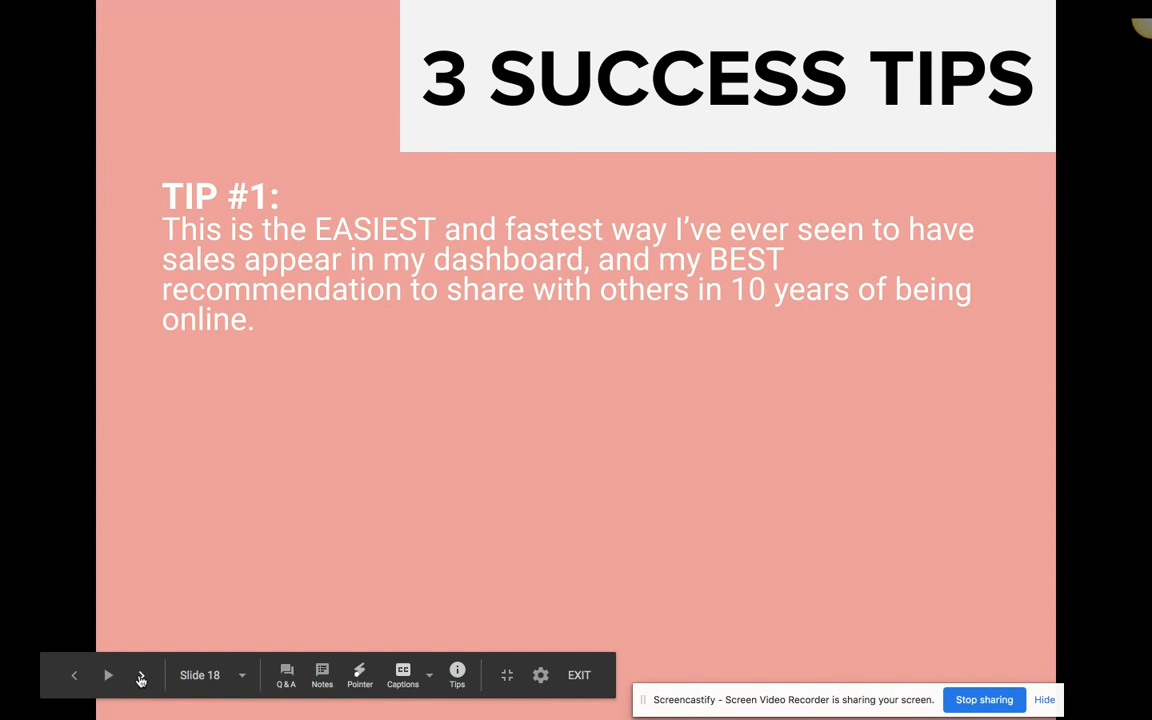 3 SUCCESS TIPS
TIP #1:
This is the EASIEST and fastest way I’ve ever seen to have
sales appear in my dashboard, and my BEST
recommendation to share with others in 10 years of being
online.
Slide 18
Q & A
Notes
Pointer
Captions
Tips
EXIT
Screencastify - Screen Video Recorder is sharing your screen.
Stop sharing
Hide